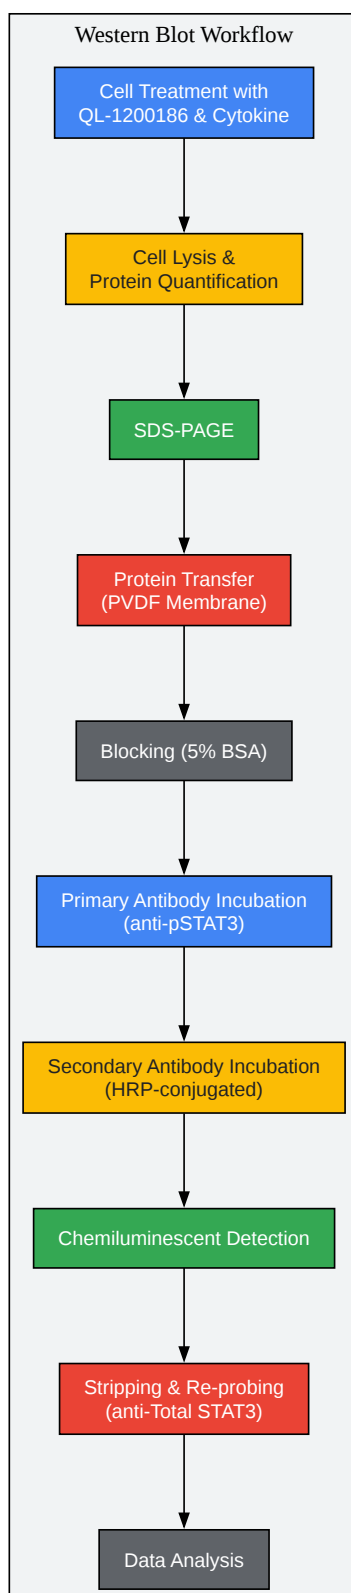 Western Blot Workflow
Cell Treatment with
QL-1200186 & Cytokine
Cell Lysis &
Protein Quantification
SDS-PAGE
Protein Transfer
(PVDF Membrane)
Blocking (5% BSA)
Primary Antibody Incubation
(anti-pSTAT3)
Secondary Antibody Incubation
(HRP-conjugated)
Chemiluminescent Detection
Stripping & Re-probing
(anti-Total STAT3)
Data Analysis